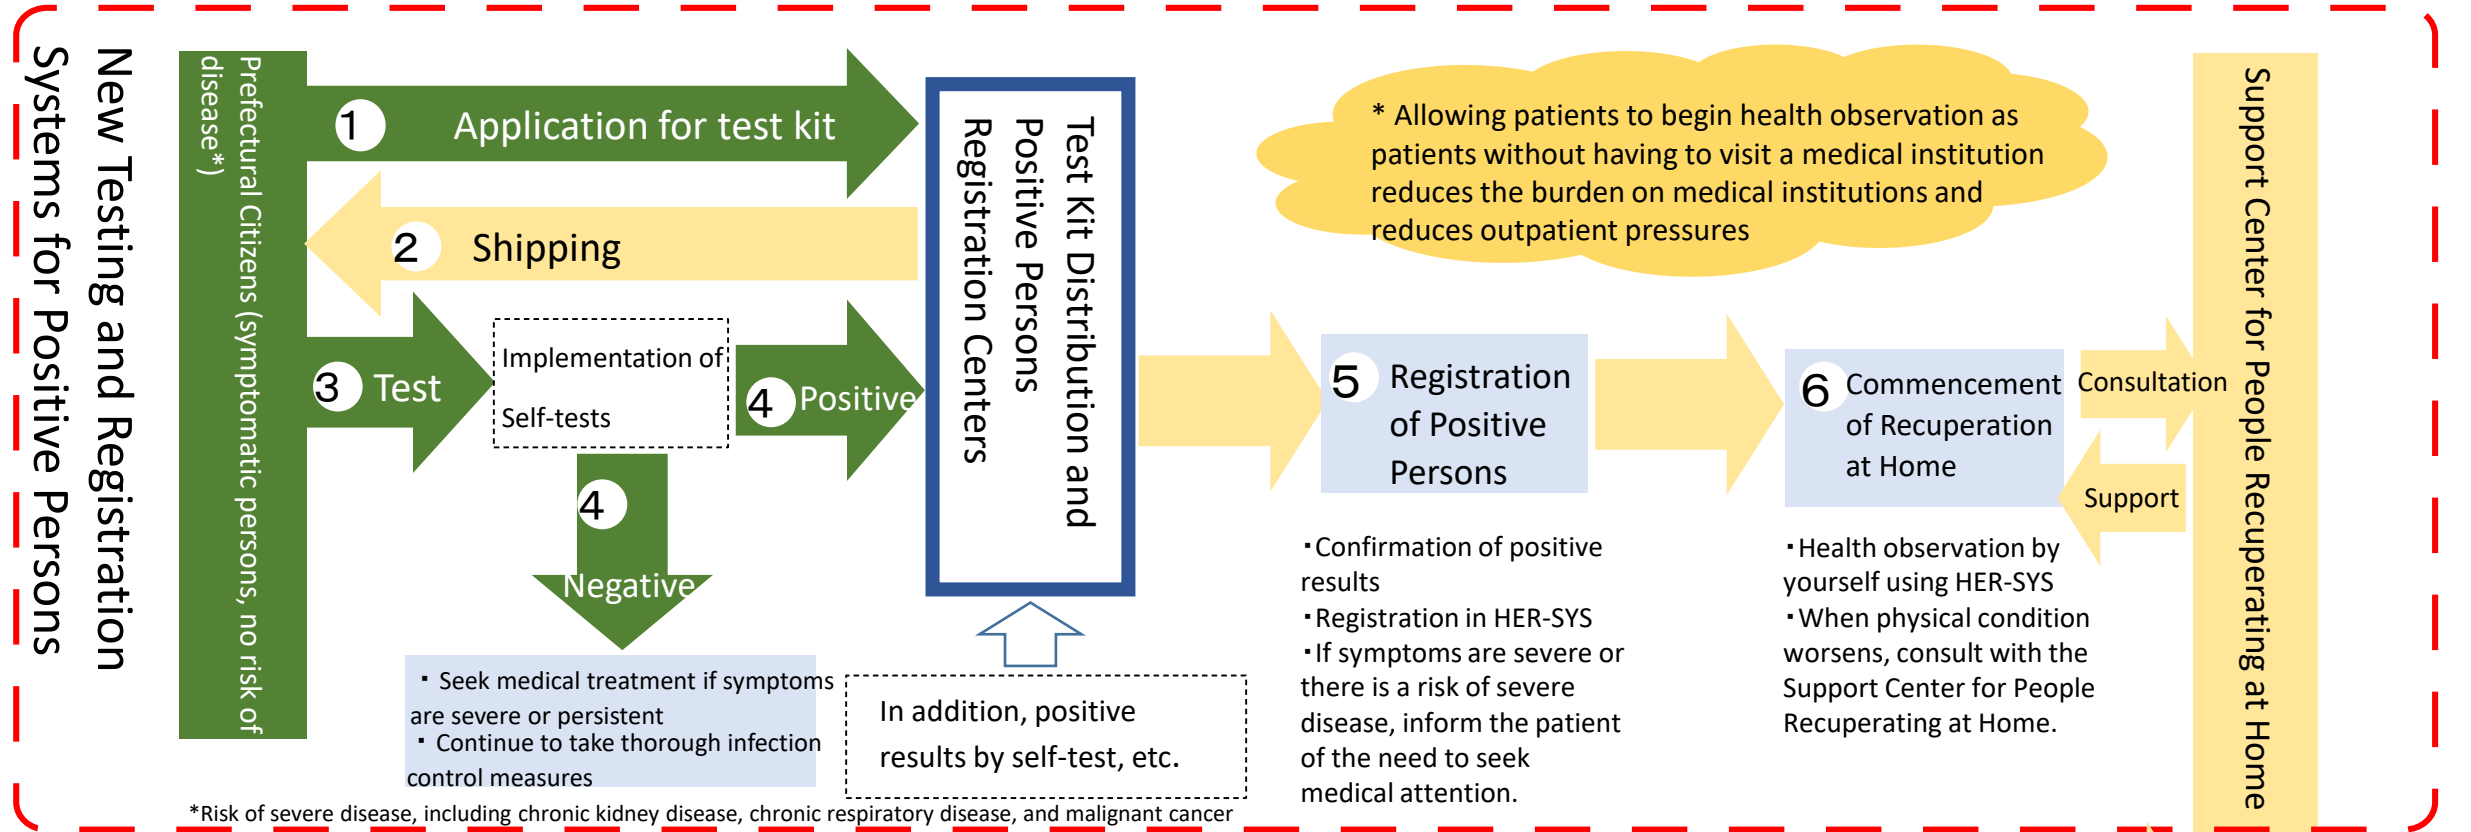 New Testing and Registration
Systems for Positive Persons
Prefectural Citizens (symptomatic persons, no risk of
disease*)
1 Application for test kit
2 Shipping
3 Test
Implementation of
Self-tests
4 Positive
4
Negative
・Seek medical treatment if symptoms
are severe or persistent
・Continue to take thorough infection
control measures
Test Kit Distribution and
Positive Persons
Registration Centers
In addition, positive
results by self-test, etc.
* Allowing patients to begin health observation as
patients without having to visit a medical institution
reduces the burden on medical institutions and
reduces outpatient pressures
5 Registration
of Positive
Persons
・Confirmation of positive
results
・Registration in HER-SYS
・If symptoms are severe or
there is a risk of severe
disease, inform the patient
of the need to seek
medical attention.
6 Commencement
of Recuperation
at Home
・Health observation by
yourself using HER-SYS
・When physical condition
worsens, consult with the
Support Center for People
Recuperating at Home.
Consultation
Support
Support Center for People Recuperating at Home
*Risk of severe disease, including chronic kidney disease, chronic respiratory disease, and malignant cancer